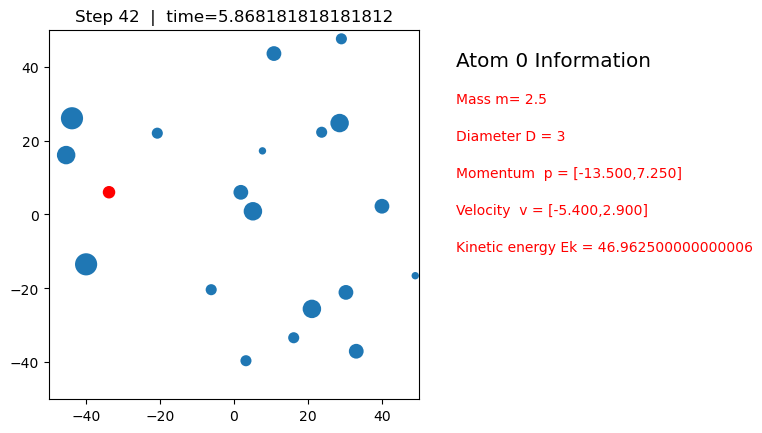 Step 42  |  time=5.868181818181812
Atom 0 Information
Mass m= 2.5
Diameter D = 3
Momentum  p = [-13.500,7.250]
Velocity  v = [-5.400,2.900]
Kinetic energy Ek = 46.962500000000006
40
20
0
−20
−40
−40
−20
0
20
40